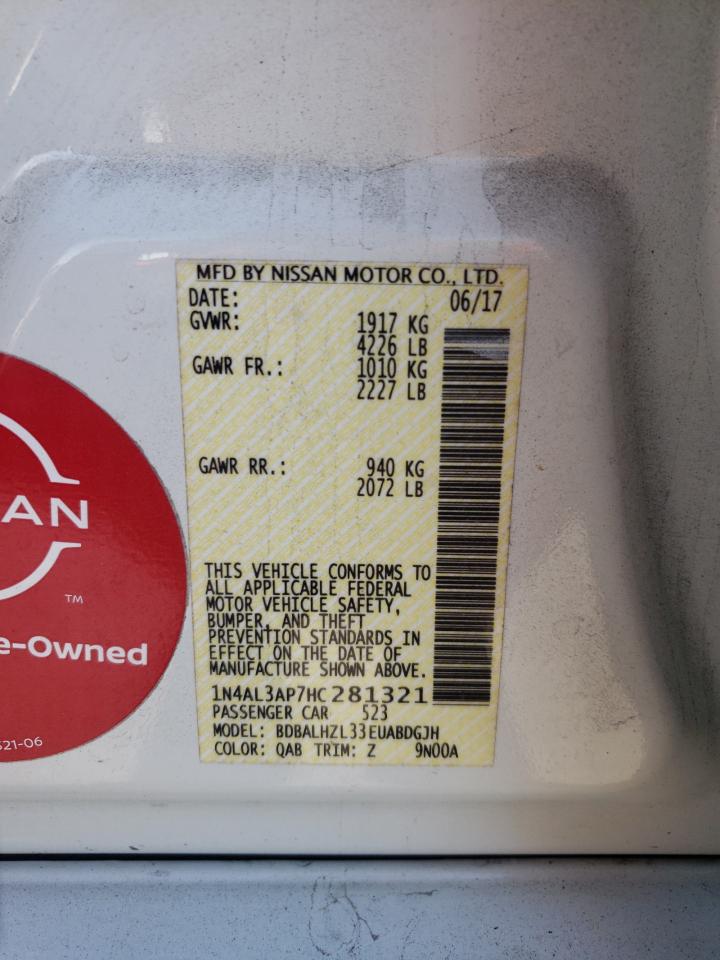 MFD BY NISSAN MOTOR CO., LTD.
DATE: 06/17
GVWR: 1917 KG
4226 LB
GAWR FR.: 1010 KG
2227 LB
GAWR RR.: 940 KG
2072 LB
THIS VEHICLE CONFORMS TO
ALL APPLICABLE FEDERAL
MOTOR VEHICLE SAFETY,
BUMPER, AND THEFT
PREVENTION STANDARDS IN
EFFECT ON THE DATE OF
MANUFACTURE SHOWN ABOVE.
1N4AL3AP7HC281321
PASSENGER CAR 523
MODEL: BDBALHZL33EUABDGJH
COLOR: QAB TRIM: Z 9N00A
AN
TM
e-Owned
521-06